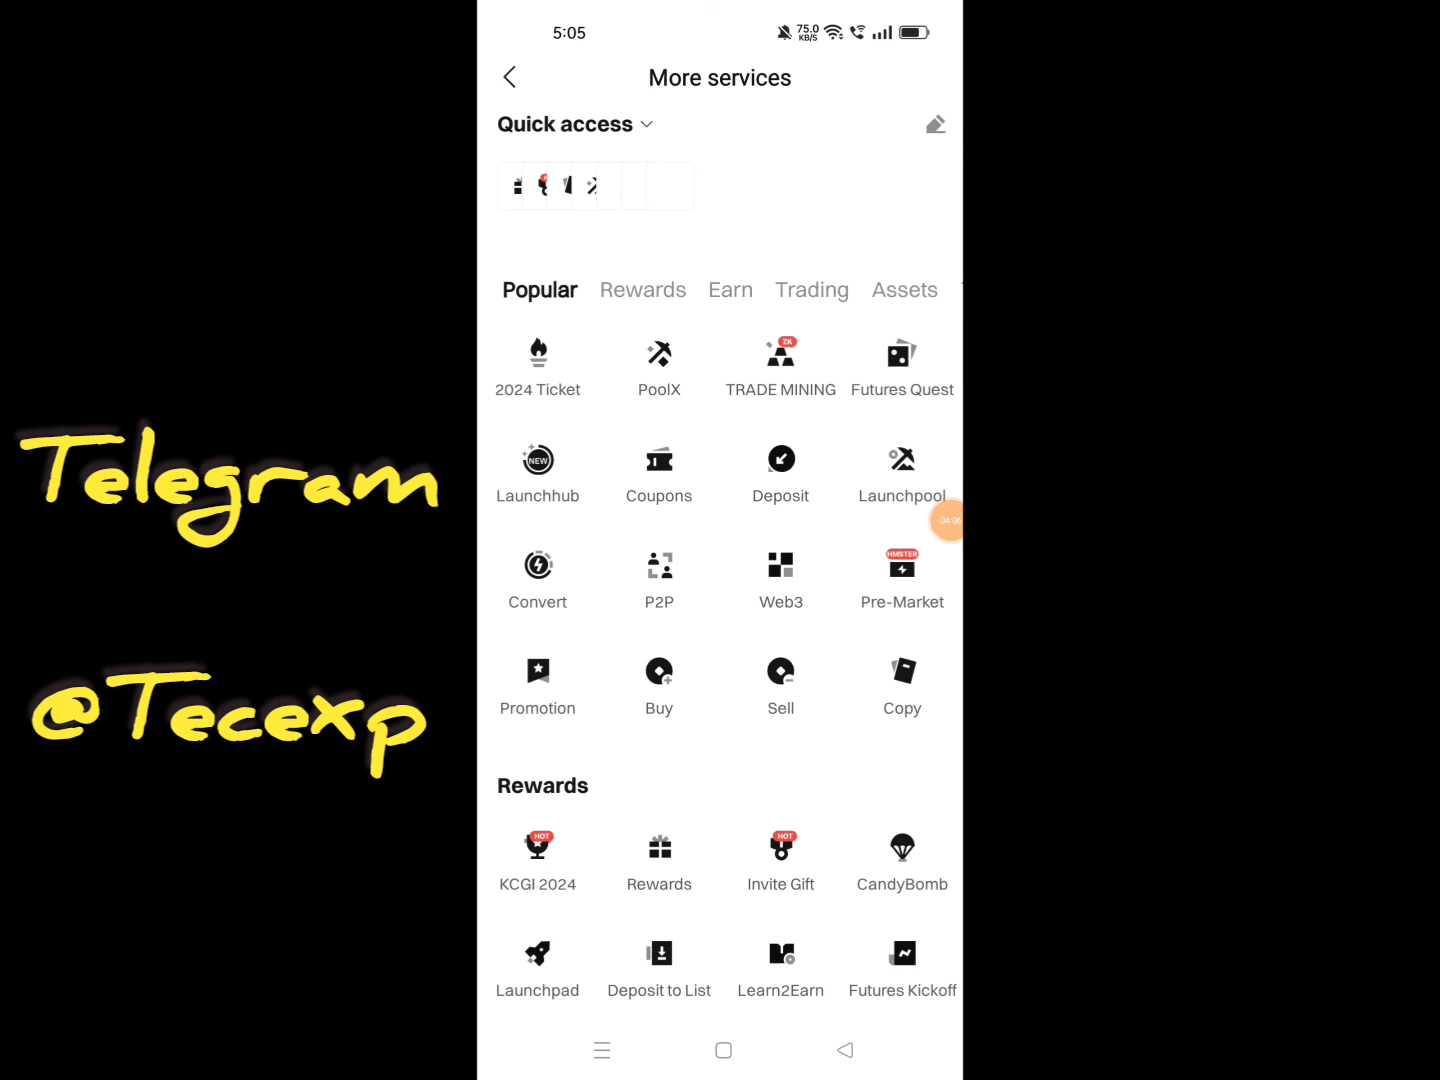 5:05
75.0
KB/S
More services
Quick access
Popular Rewards Earn Trading Assets
ZK
2024 Ticket PoolX TRADE MINING Futures Quest
NEW
Launchhub Coupons Deposit Launchpool
04:06
HMSTER
Convert P2P Web3 Pre-Market
Promotion Buy Sell Copy
Rewards
HOT HOT
KCGI 2024 Rewards Invite Gift CandyBomb
Launchpad Deposit to List Learn2Earn Futures Kickoff
Telegram
@Tecexp